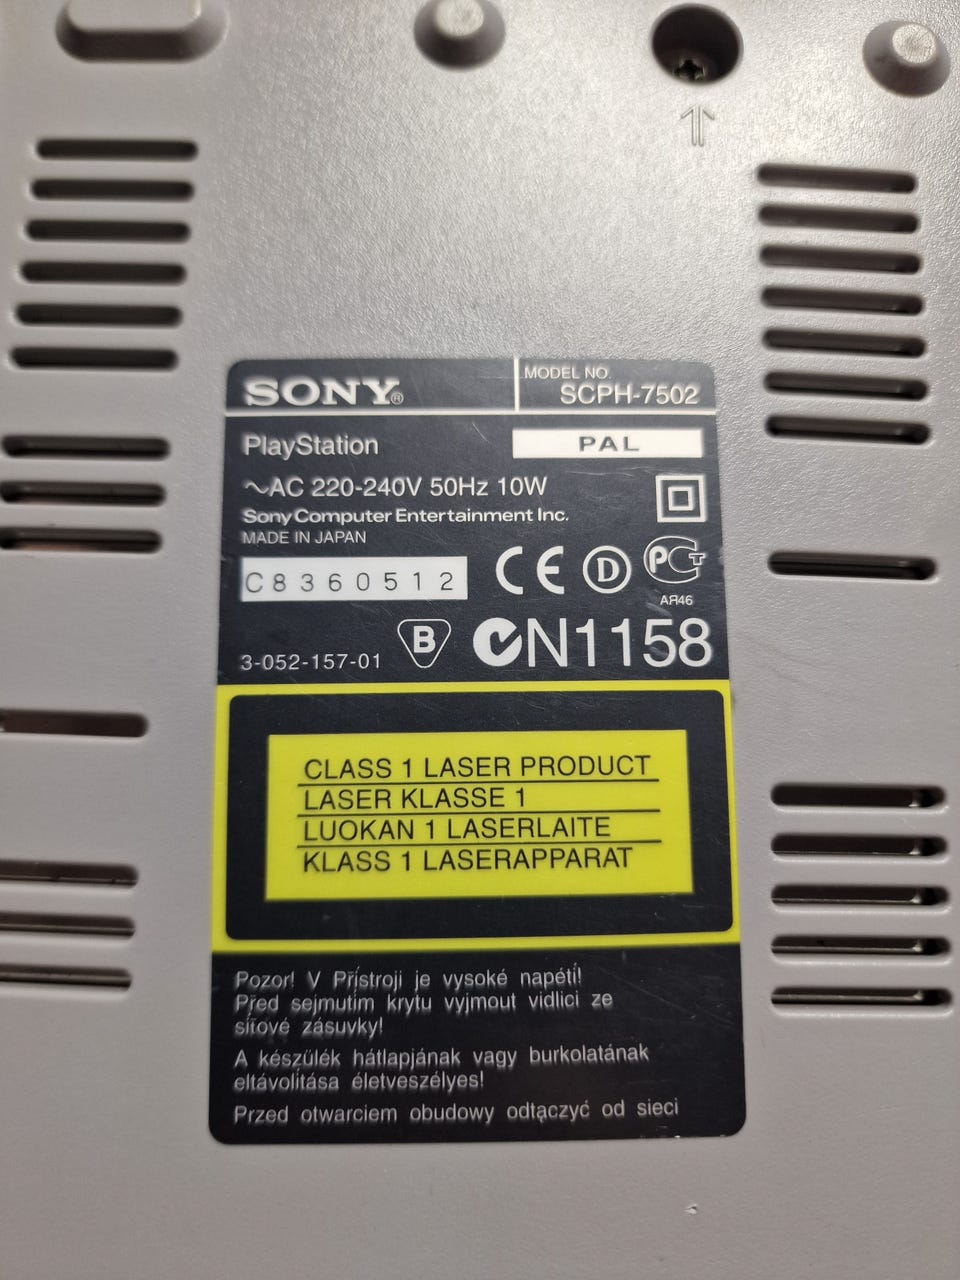 SONY®
MODEL NO.
SCPH-7502
PlayStation
PAL
~AC 220-240V 50Hz 10W
Sony Computer Entertainment Inc.
MADE IN JAPAN
C8360512
CE D PCT
АЯ46
3-052-157-01
B
N1158
CLASS 1 LASER PRODUCT
LASER KLASSE 1
LUOKAN 1 LASERLAITE
KLASS 1 LASERAPPARAT
Pozor! V Přístroji je vysoké napětí!
Před sejmutím krytu vyjmout vidlici ze
síťové zásuvky!
A készülék hátlapjának vagy burkolatának
eltávolítása életveszélyes!
Przed otwarciem obudowy odtączyć od sieci